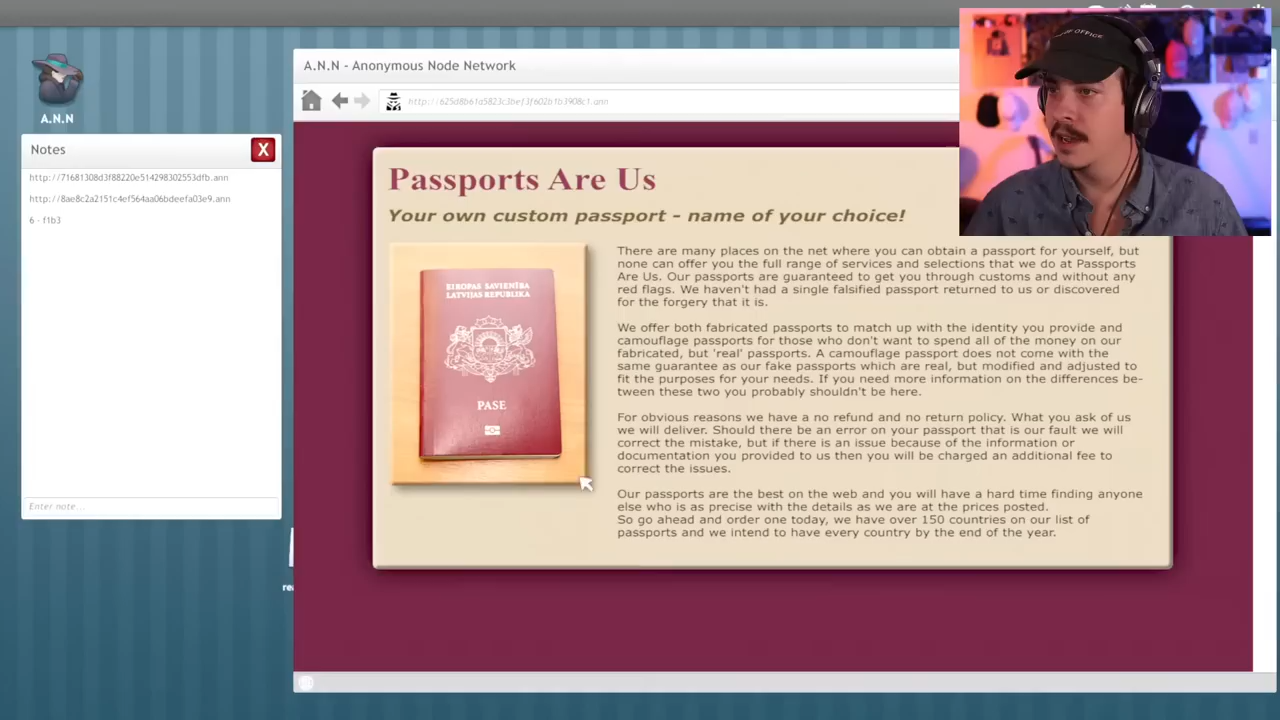 A.N.N
Notes
X
http://71681308d3f88220e514298302553dfb.ann
http://8ae8c2a2151c4ef564aa06bdeefa03e9.ann
6 - f1b3
Enter note...
A.N.N - Anonymous Node Network
Passports Are Us
Your own custom passport - name of your choice!
EIROPAS SAVIENĪBA
LATVIJAS REPUBLIKA
PASE
There are many places on the net where you can obtain a passport for yourself, but
none can offer you the full range of services and selections that we do at Passports
Are Us. Our passports are guaranteed to get you through customs and without any
red flags. We haven't had a single falsified passport returned to us or discovered
for the forgery that it is.
We offer both fabricated passports to match up with the identity you provide and
camouflage passports for those who don't want to spend all of the money on our
fabricated, but 'real' passports. A camouflage passport does not come with the
same guarantee as our fake passports which are real, but modified and adjusted to
fit the purposes for your needs. If you need more information on the differences be-
tween these two you probably shouldn't be here.
For obvious reasons we have a no refund and no return policy. What you ask of us
we will deliver. Should there be an error on your passport that is our fault we will
correct the mistake, but if there is an issue because of the information or
documentation you provided to us then you will be charged an additional fee to
correct the issues.
Our passports are the best on the web and you will have a hard time finding anyone
else who is as precise with the details as we are at the prices posted.
So go ahead and order one today, we have over 150 countries on our list of
passports and we intend to have every country by the end of the year.